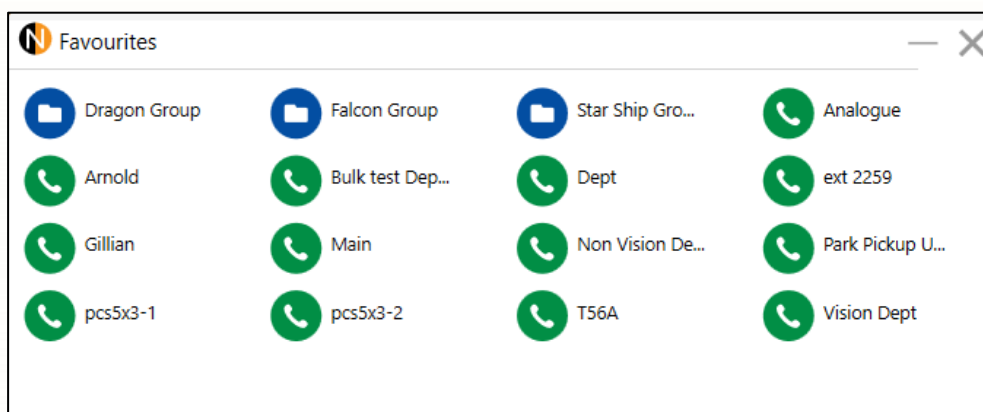 N Favourites
Dragon Group Falcon Group Star Ship Gro... Analogue
Arnold Bulk test Dep... Dept ext 2259
Gillian Main Non Vision De... Park Pickup U...
pcs5x3-1 pcs5x3-2 T56A Vision Dept